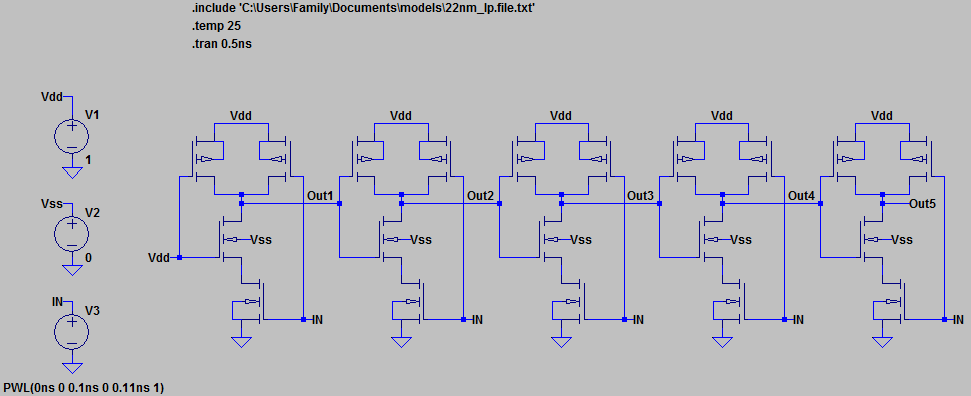 .include 'C:\Users\Family\Documents\models\22nm_lp.file.txt'
.temp 25
.tran 0.5ns
Vdd
V1
1
Vss
V2
0
IN
V3
PWL(0ns 0 0.1ns 0 0.11ns 1)
Vdd Vdd Vdd Vdd Vdd
Out1 Out2 Out3 Out4 Out5
Vss Vss Vss Vss Vss
Vdd
IN IN IN IN IN